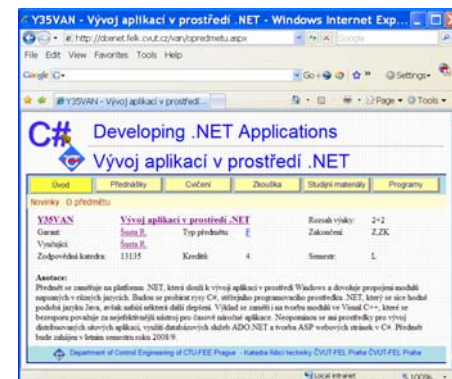 Y35VAN - Vývoj aplikací v prostředí .NET - Windows Internet Exp...
http://dcenet.felk.cvut.cz/van/opredmetu.aspx Google
File Edit View Favorites Tools Help
Google Go Settings
Y35VAN - Vývoj aplikací v prostředí... Page Tools
C# Developing .NET Applications
Vývoj aplikací v prostředí .NET
Úvod Přednášky Cvičení Zkouška Studijní materiály Programy
Novinky O předmětu
Y35VAN Vývoj aplikací v prostředí .NET Rozsah výuky: 2+2
Garant: Šusta R. Typ předmětu: Zakončení: Z,ZK
Vyučující: Šusta R.
Zodpovědná katedra: 13135 Kreditů: 4 Semestr: L
Anotace:
Předmět se zaměřuje na platformu .NET, která slouží k vývoji aplikací v prostředí Windows a dovoluje propojení modulů
napsaných v různých jazycích. Budou se probírat rysy C#, stěžejního programovacího prostředku .NET, který se sice hodně
podobá jazyku Java, avšak nabízí některá další zlepšení. Výklad se zaměří i na tvorbu modulů ve Visual C++, které se
bezesporu považuje za nejefektivnější nástroj pro časově náročné aplikace. Neopominou se ani prostředky pro vývoj
distribuovaných síťových aplikací, využití databázových služeb ADO.NET a tvorba ASP webových stránek v C#. Předmět
bude zahájen v letním semestru roku 2008/9.
Department of Control Engineering of CTU-FEE Prague - Katedra řídicí techniky ČVUT-FEL Praha ČVUT-FEL Praha
Local intranet 100%